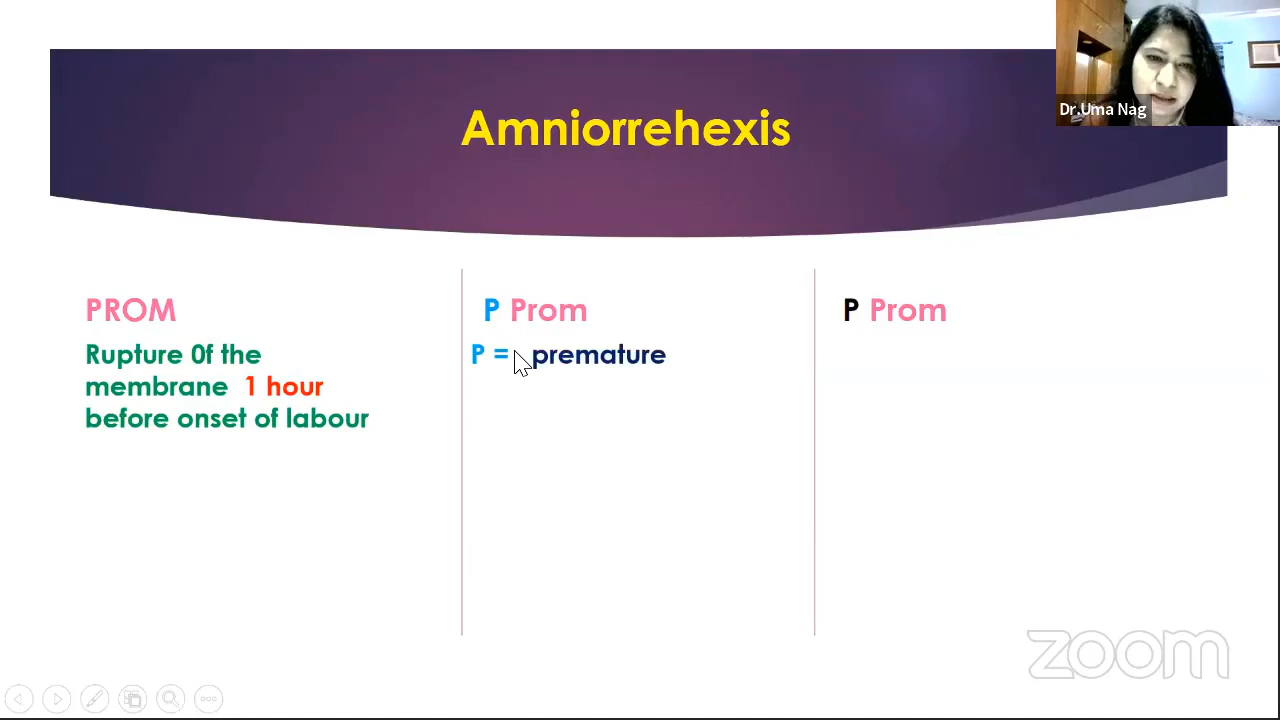 Dr.Uma Nag
Amniorrehexis
PROM
Rupture 0f the
membrane 1 hour
before onset of labour
P Prom
P = premature
P Prom
zoom